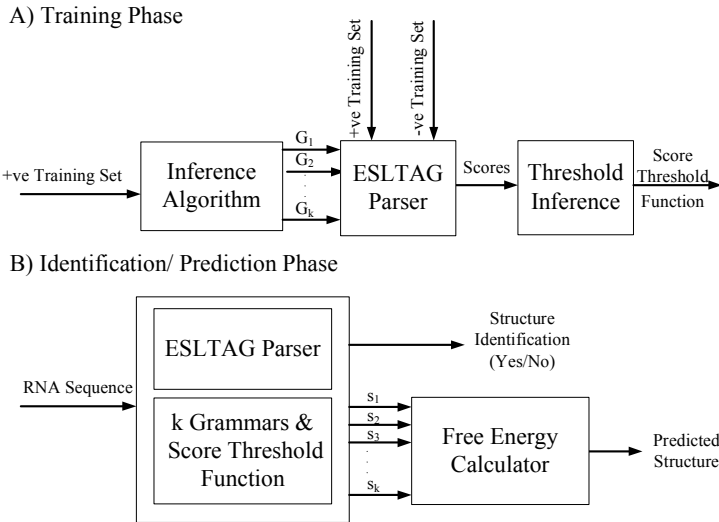 A) Training Phase
+ve Training Set
-ve Training Set
+ve Training Set
Inference
Algorithm
G1
G2
Gk
ESLTAG
Parser
Scores
Threshold
Inference
Score
Threshold
Function
B) Identification/ Prediction Phase
RNA Sequence
ESLTAG Parser
k Grammars &
Score Threshold
Function
Structure
Identification
(Yes/No)
s1
s2
s3
sk
Free Energy
Calculator
Predicted
Structure